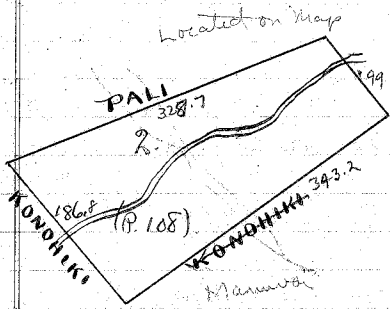 Located on Map
PALI
328.7
.99
2.
186.8
(P. 108)
KONOHIKI
KONOHIKI
343.2